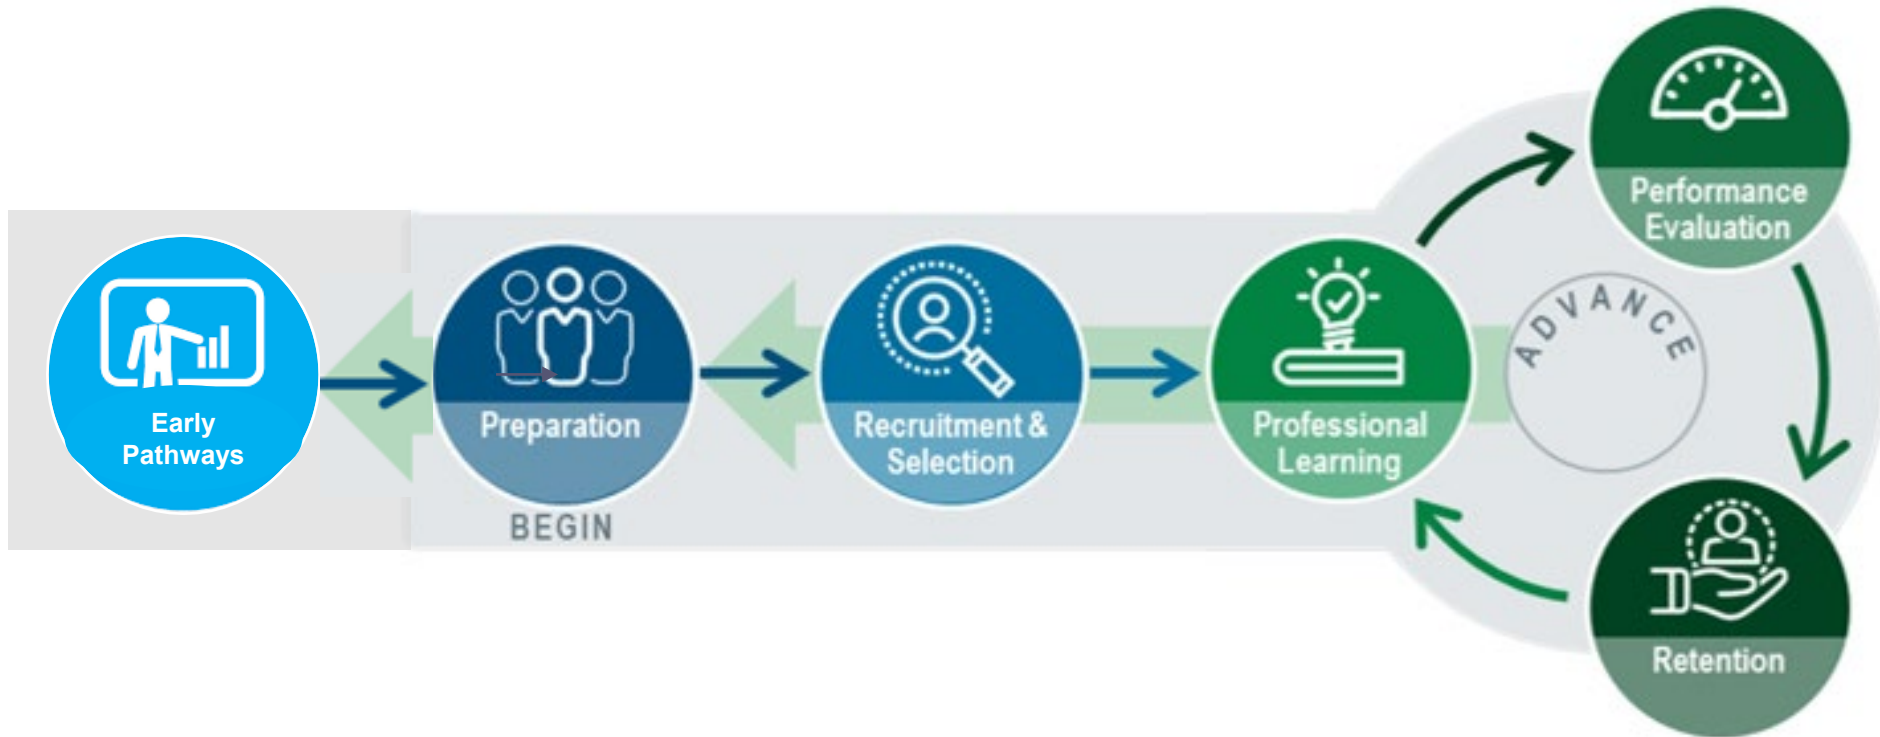 Early
Pathways
Preparation
BEGIN
Recruitment &
Selection
Professional
Learning
ADVANCE
Performance
Evaluation
Retention